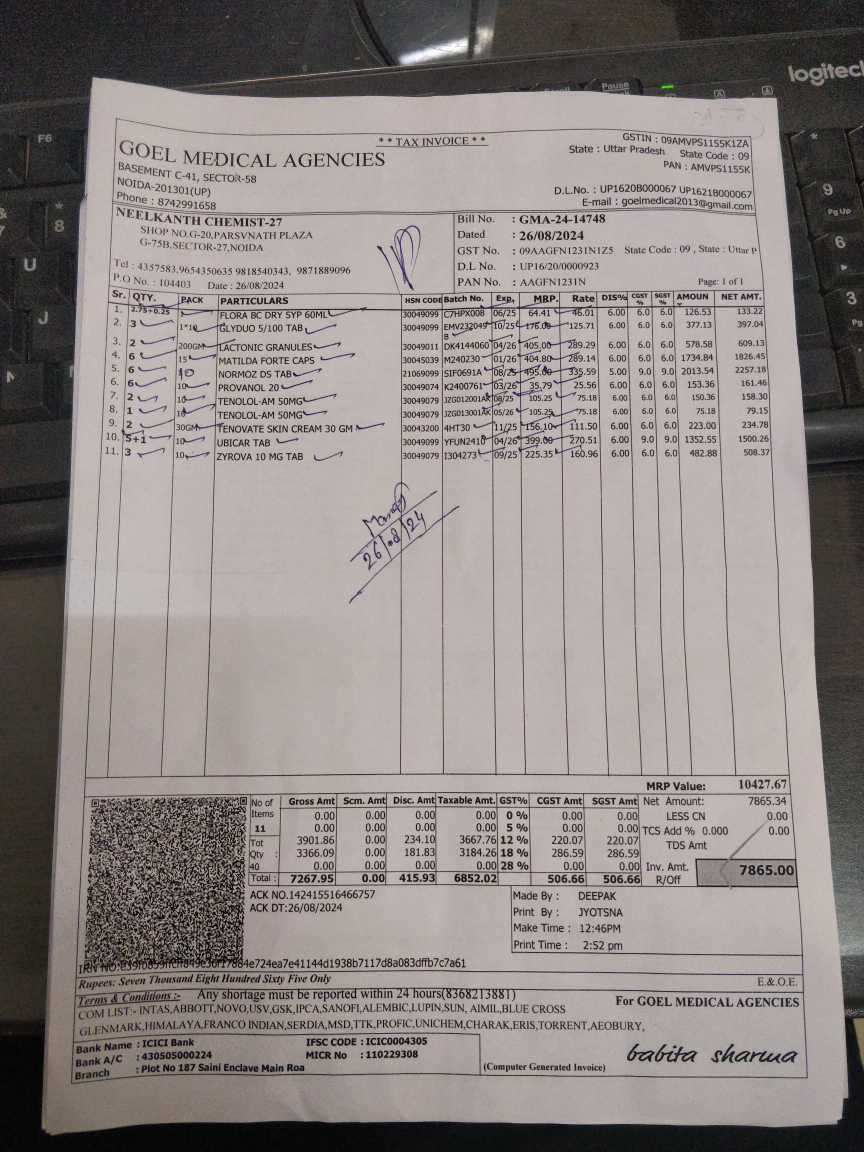 logitech
Pause
F6
* * TAX INVOICE * *
GSTIN : 09AMVPS1155K1ZA
State : Uttar Pradesh State Code : 09
PAN : AMVPS1155K
GOEL MEDICAL AGENCIES
BASEMENT C-41, SECTOR-58
NOIDA-201301(UP)
Phone : 8742991658
D.L.No. : UP1620B000067 UP1621B000067
E-mail : goelmedical2013@gmail.com
NEELKANTH CHEMIST-27
SHOP NO.G-20,PARSVNATH PLAZA
G-75B,SECTOR-27,NOIDA
Tel : 4357583,9654350635 9818540343, 9871889096
P.O No. : 104403 Date : 26/08/2024
Bill No. : GMA-24-14748
Dated : 26/08/2024
GST No. : 09AAGFN1231N1Z5 State Code : 09 , State : Uttar P
D.L No. : UP16/20/0000923
PAN No. : AAGFN1231N Page: 1 of 1
Sr. QTY. PACK PARTICULARS HSN CODE Batch No. Exp. MRP. Rate DIS% CGST % SGST % AMOUN NET AMT.
1. 2.75+0.25 FLORA BC DRY SYP 60ML 30049099 C7HPX008 06/25 64.41 46.01 6.00 6.0 6.0 126.53 133.22
2. 3 1*10 GLYDUO 5/100 TAB 30049099 EMV232049 10/25 176.00 125.71 6.00 6.0 6.0 377.13 397.04
B
3. 2 200GM LACTONIC GRANULES 30049011 DK4144060 04/26 405.00 289.29 6.00 6.0 6.0 578.58 609.13
4. 6 15 MATILDA FORTE CAPS 30045039 M240230 01/26 404.80 289.14 6.00 6.0 6.0 1734.84 1826.45
5. 6 10 NORMOZ DS TAB 21069099 SIF0691A 08/25 495.00 335.59 5.00 9.0 9.0 2013.54 2257.18
6. 6 10 PROVANOL 20 30049074 K2400761 03/26 35.79 25.56 6.00 6.0 6.0 153.36 161.46
7. 2 10 TENOLOL-AM 50MG 30049079 JZG012001AK 08/25 105.25 75.18 6.00 6.0 6.0 150.36 158.30
8. 1 10 TENOLOL-AM 50MG 30049079 JZG013001AK 05/26 105.25 75.18 6.00 6.0 6.0 75.18 79.15
9. 2 30GM TENOVATE SKIN CREAM 30 GM 30043200 4HT30 11/25 156.10 111.50 6.00 6.0 6.0 223.00 234.78
10. 5+1 10 UBICAR TAB 30049099 YFUN2410 04/26 399.00 270.51 6.00 9.0 9.0 1352.55 1500.26
11. 3 10 ZYROVA 10 MG TAB 30049079 I304273 09/25 225.35 160.96 6.00 6.0 6.0 482.88 508.37
26/08/24
MRP Value: 10427.67
No of Items 11 Tot Qty : 40
Gross Amt Scm. Amt Disc. Amt Taxable Amt. GST% CGST Amt SGST Amt
0.00 0.00 0.00 0.00 0 % 0.00 0.00
0.00 0.00 0.00 0.00 5 % 0.00 0.00
3901.86 0.00 234.10 3667.76 12 % 220.07 220.07
3366.09 0.00 181.83 3184.26 18 % 286.59 286.59
0.00 0.00 0.00 0.00 28 % 0.00 0.00
Total : 7267.95 0.00 415.93 6852.02 506.66 506.66
Net Amount: 7865.34
LESS CN 0.00
TCS Add % 0.000 0.00
TDS Amt
Inv. Amt. 7865.00
R/Off
ACK NO.142415516466757
ACK DT:26/08/2024
Made By : DEEPAK
Print By : JYOTSNA
Make Time : 12:46PM
Print Time : 2:52 pm
IRN NO:
Rupees: Seven Thousand Eight Hundred Sixty Five Only E.& O.E.
Terms & Conditions :- Any shortage must be reported within 24 hours(8368213881)
COM LIST:- INTAS,ABBOTT,NOVO,USV,GSK,IPCA,SANOFI,ALEMBIC,LUPIN,SUN, AIMIL,BLUE CROSS
GLENMARK,HIMALAYA,FRANCO INDIAN,SERDIA,MSD,TTK,PROFIC,UNICHEM,CHARAK,ERIS,TORRENT,AEOBURY,
For GOEL MEDICAL AGENCIES
Bank Name : ICICI Bank IFSC CODE : ICIC0004305
Bank A/C : 430505000224 MICR No : 110229308
Branch : Plot No 187 Saini Enclave Main Roa
(Computer Generated Invoice)
babita sharma